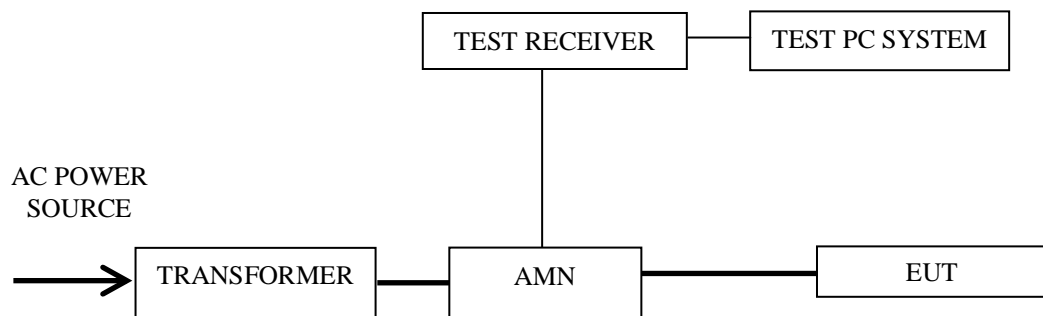 TEST RECEIVER
TEST PC SYSTEM
AC POWER
SOURCE
TRANSFORMER
AMN
EUT